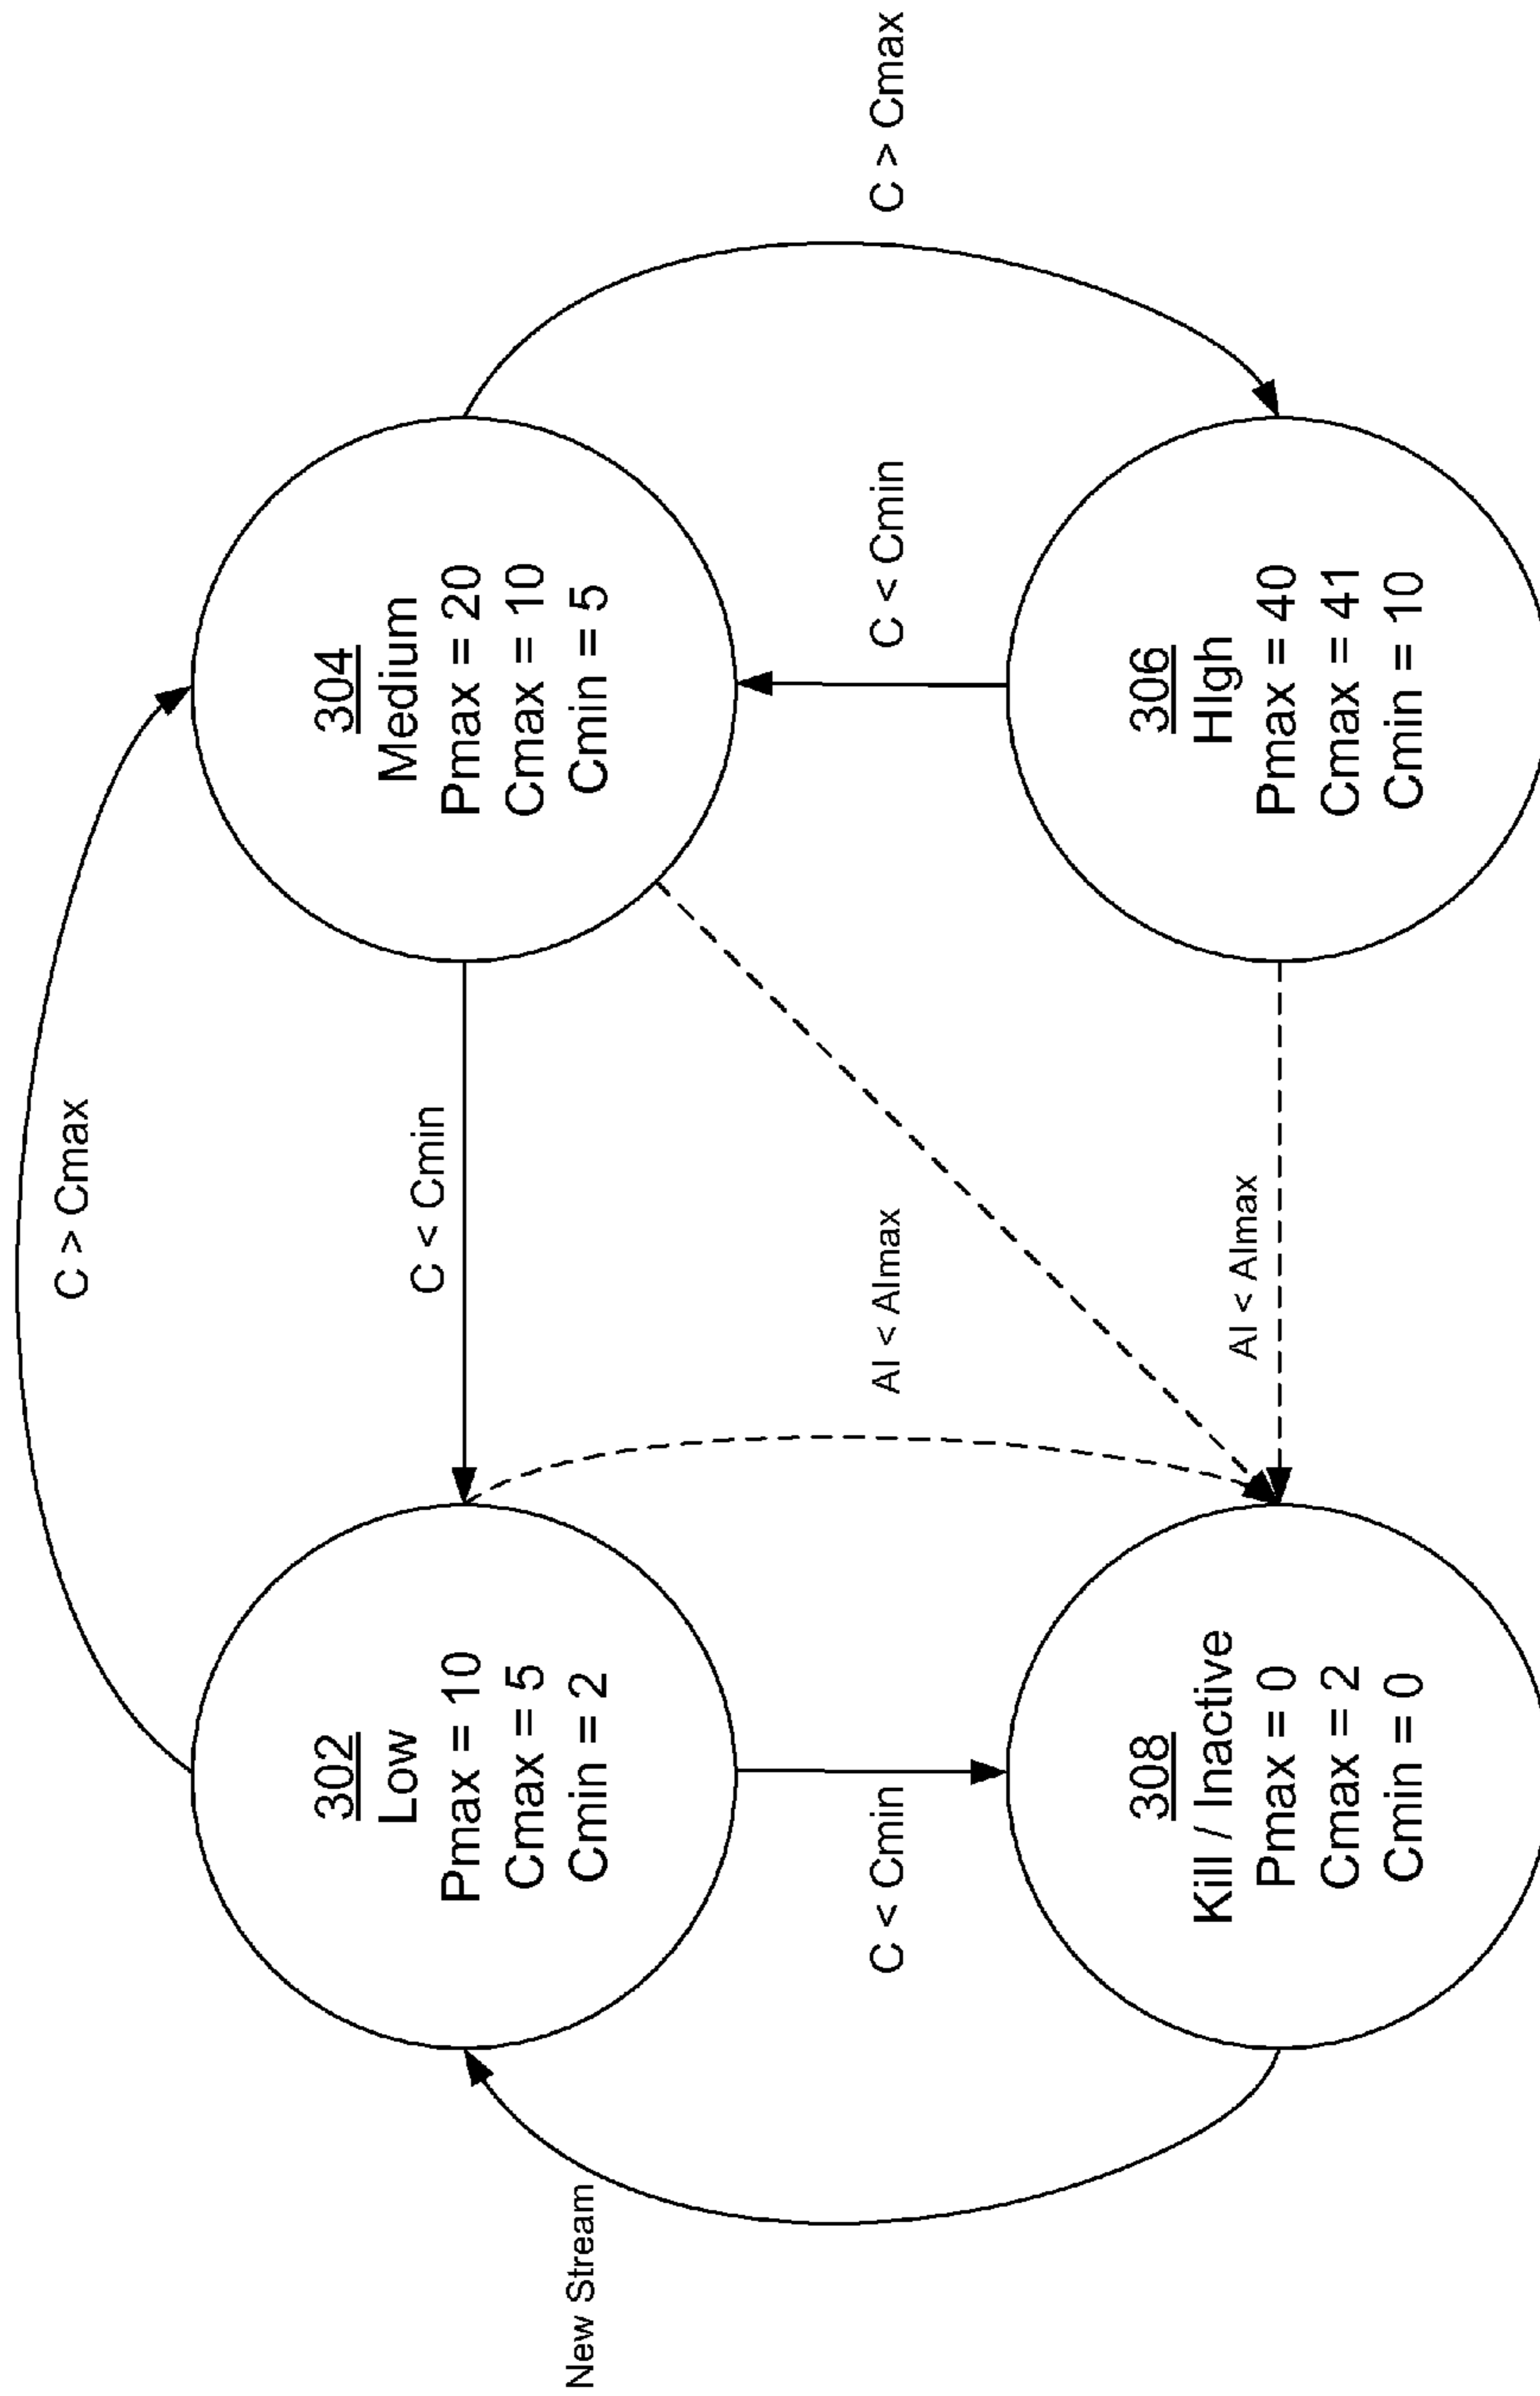 C > Cmax
302
Low
Pmax = 10
Cmax = 5
Cmin = 2
304
Medium
Pmax = 20
Cmax = 10
Cmin = 5
C < Cmin
New Stream
C < Cmin
AI < AImax
C < Cmin
C > Cmax
308
Kill / Inactive
Pmax = 0
Cmax = 2
Cmin = 0
306
HIgh
Pmax = 40
Cmax = 41
Cmin = 10
AI < AImax